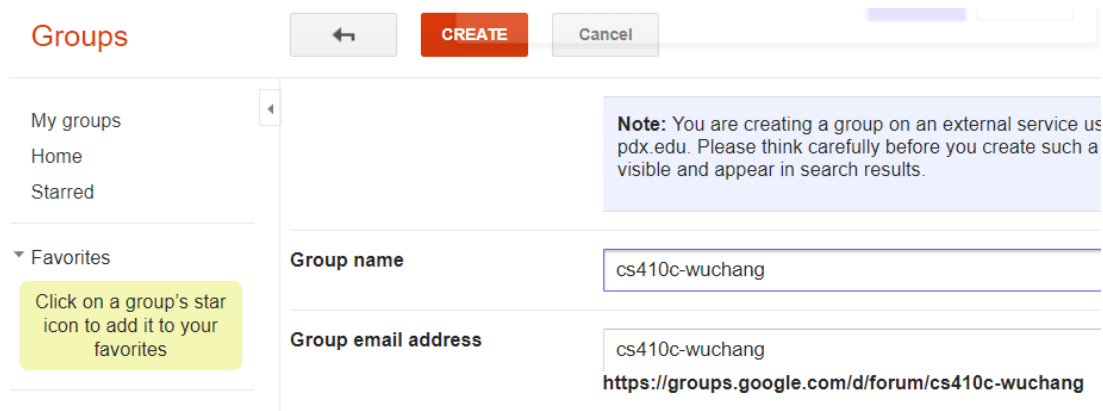 Groups
CREATE
Cancel
My groups
Home
Starred
Favorites
Click on a group's star
icon to add it to your
favorites
Note: You are creating a group on an external service us
pdx.edu. Please think carefully before you create such a
visible and appear in search results.
Group name
cs410c-wuchang
Group email address
cs410c-wuchang
https://groups.google.com/d/forum/cs410c-wuchang